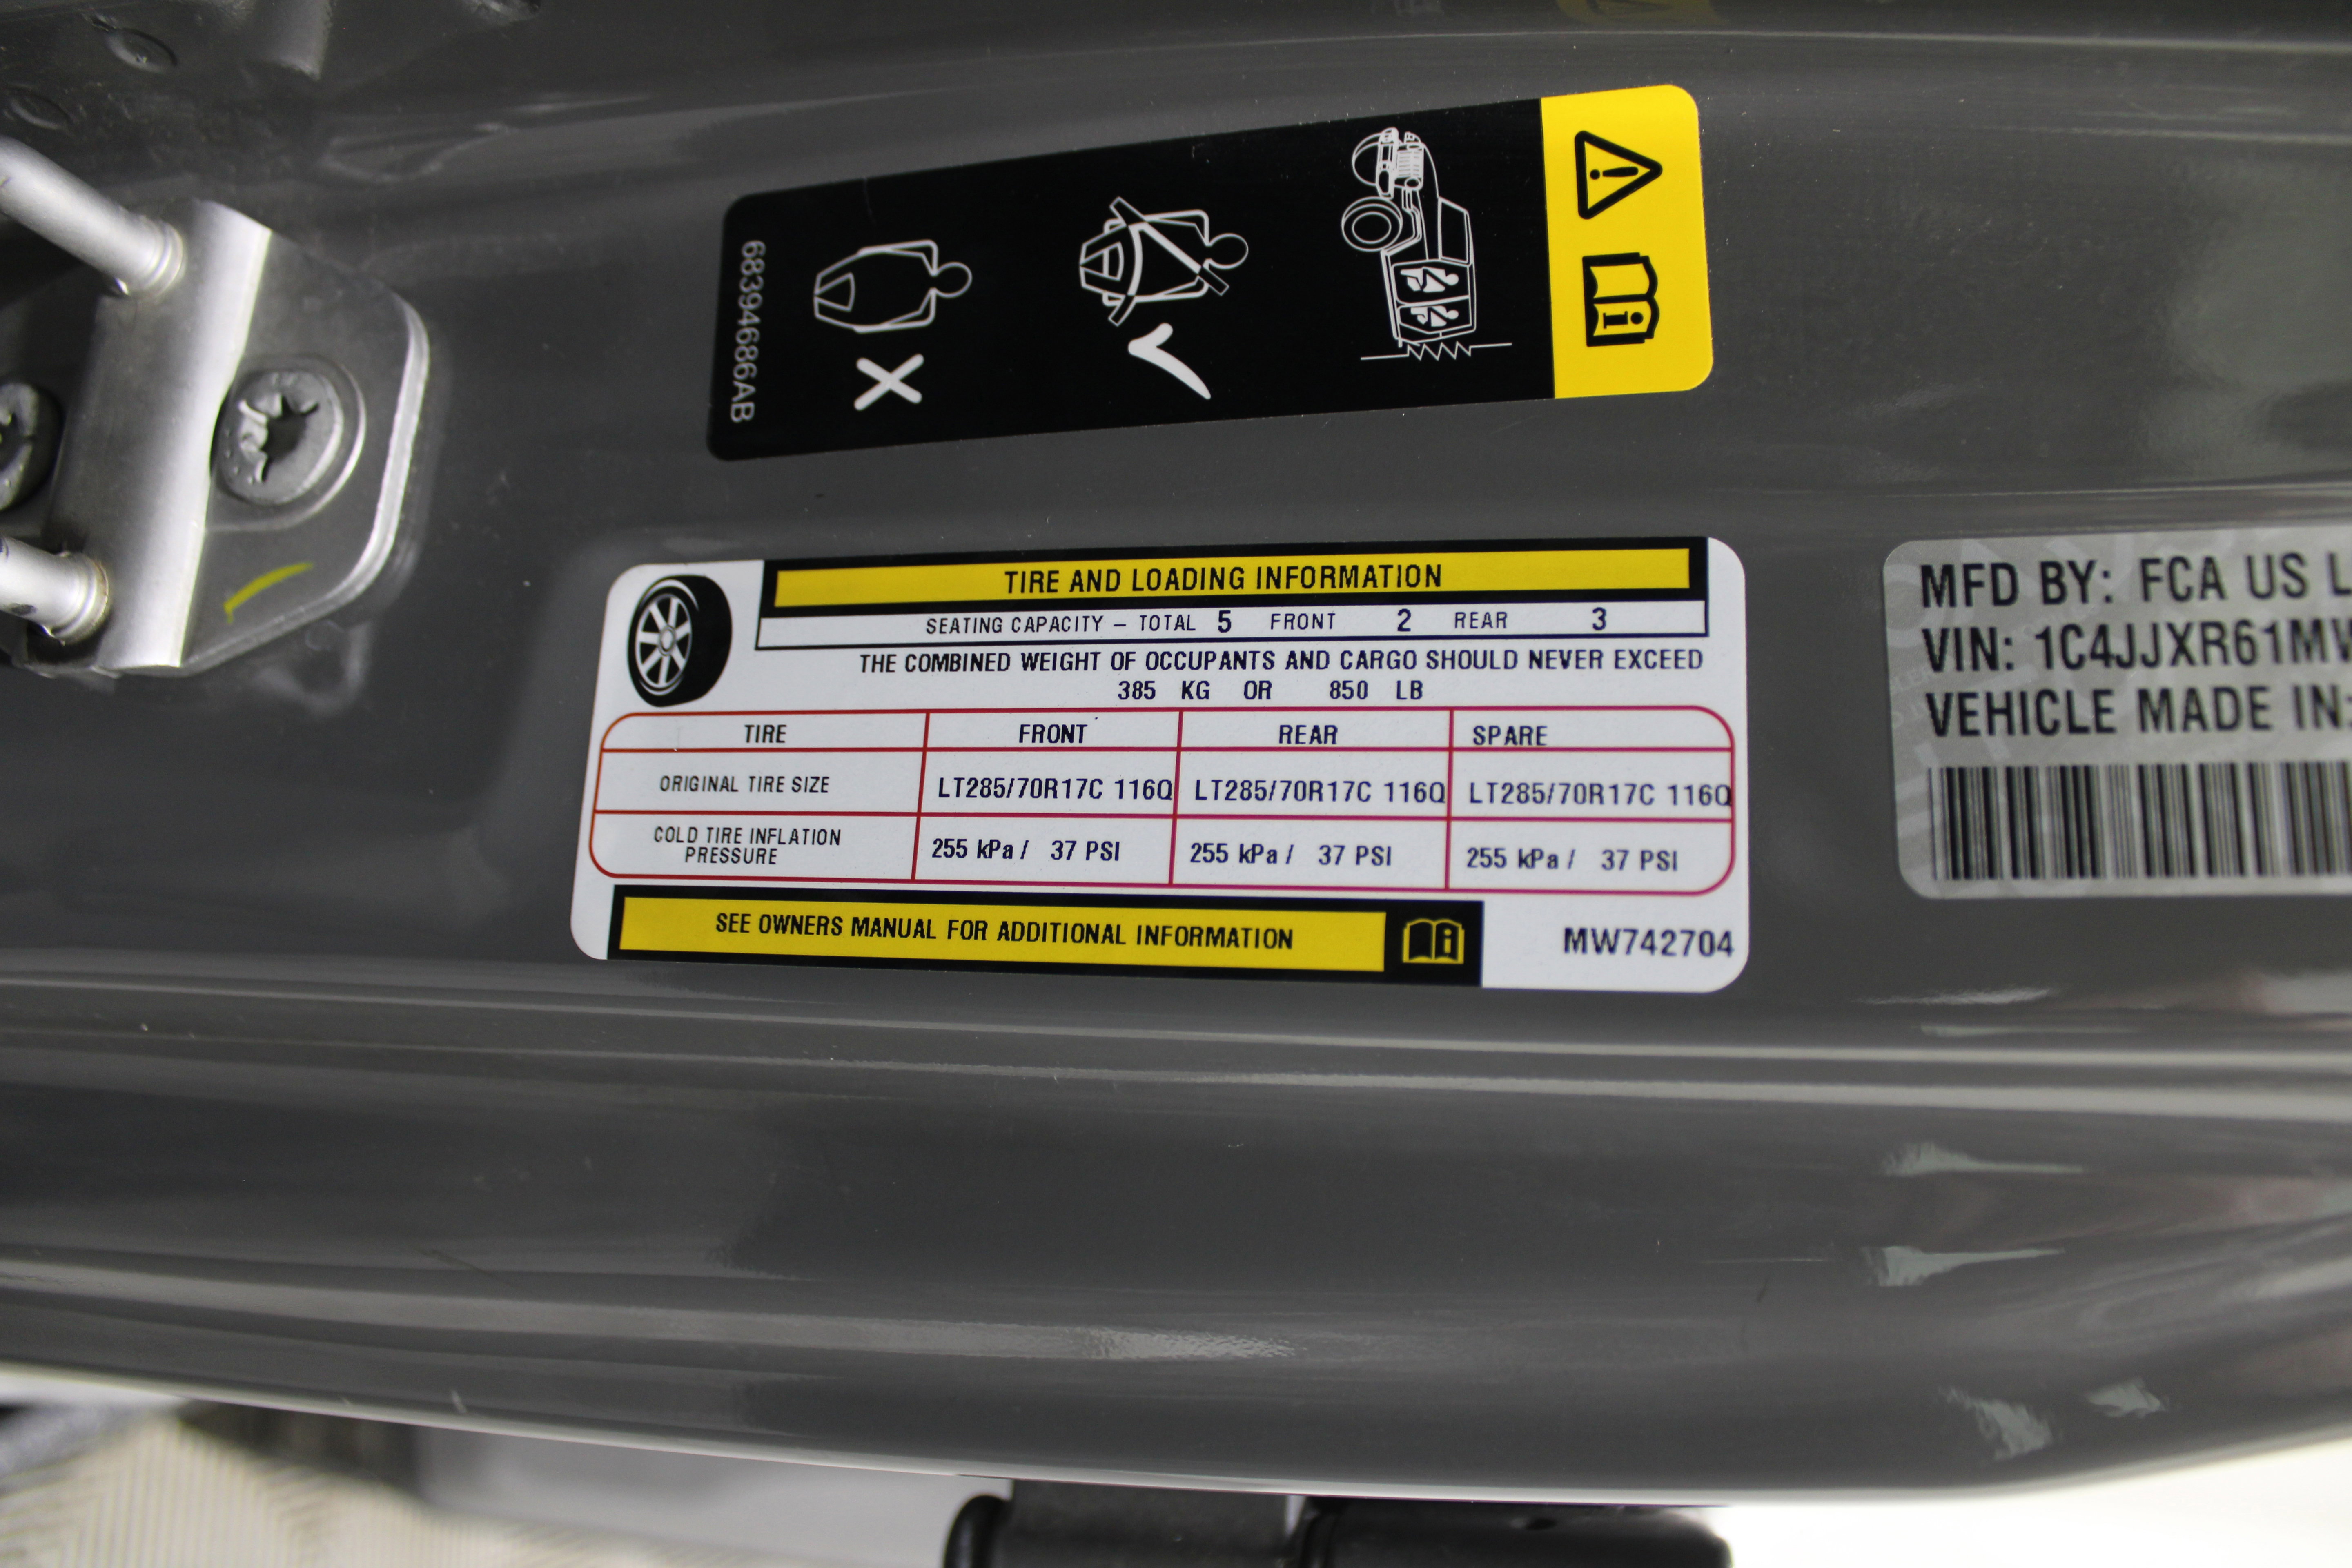 68394686AB
TIRE AND LOADING INFORMATION
SEATING CAPACITY – TOTAL 5 FRONT 2 REAR 3
THE COMBINED WEIGHT OF OCCUPANTS AND CARGO SHOULD NEVER EXCEED
385 KG OR 850 LB
TIRE FRONT REAR SPARE
ORIGINAL TIRE SIZE LT285/70R17C 116Q LT285/70R17C 116Q LT285/70R17C 116Q
COLD TIRE INFLATION
PRESSURE 255 kPa / 37 PSI 255 kPa / 37 PSI 255 kPa / 37 PSI
SEE OWNERS MANUAL FOR ADDITIONAL INFORMATION
MW742704
MFD BY: FCA US L
VIN: 1C4JJXR61MW
VEHICLE MADE IN: